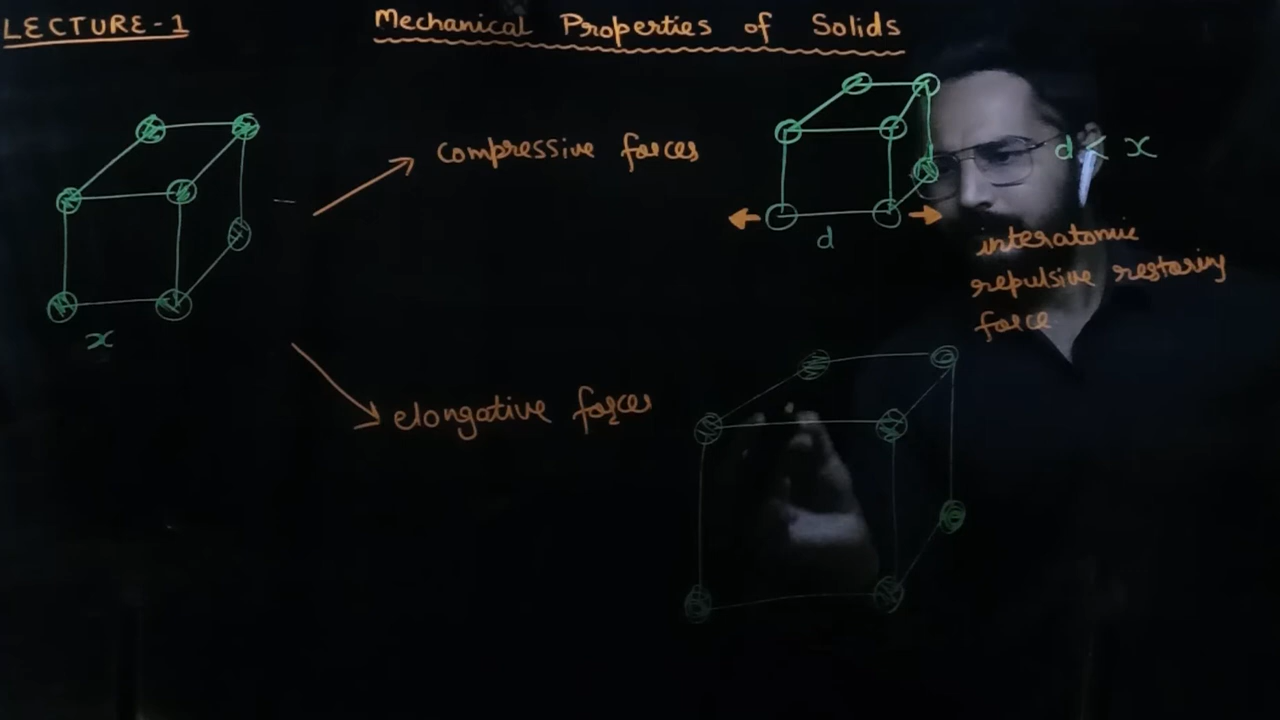 LECTURE-1
Mechanical Properties of Solids
compressive forces
d < x
d
interatomic
repulsive restoring
force
x
elongative forces